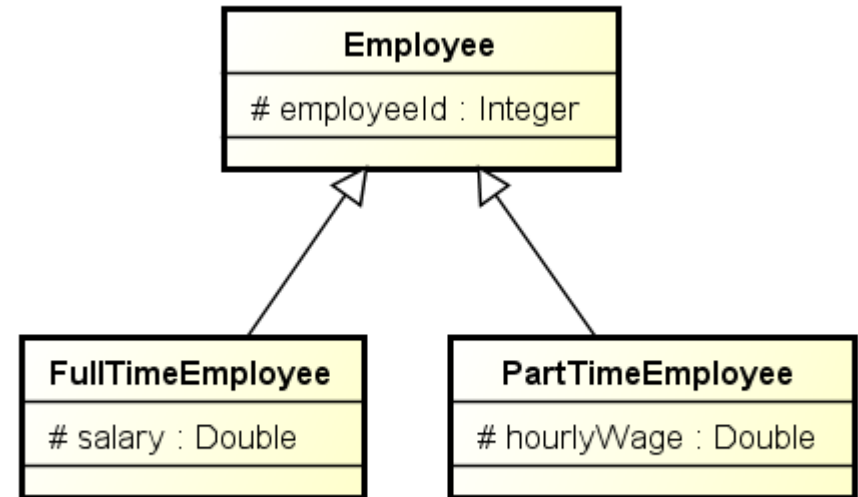 Employee
# employeeId : Integer
FullTimeEmployee
# salary : Double
PartTimeEmployee
# hourlyWage : Double